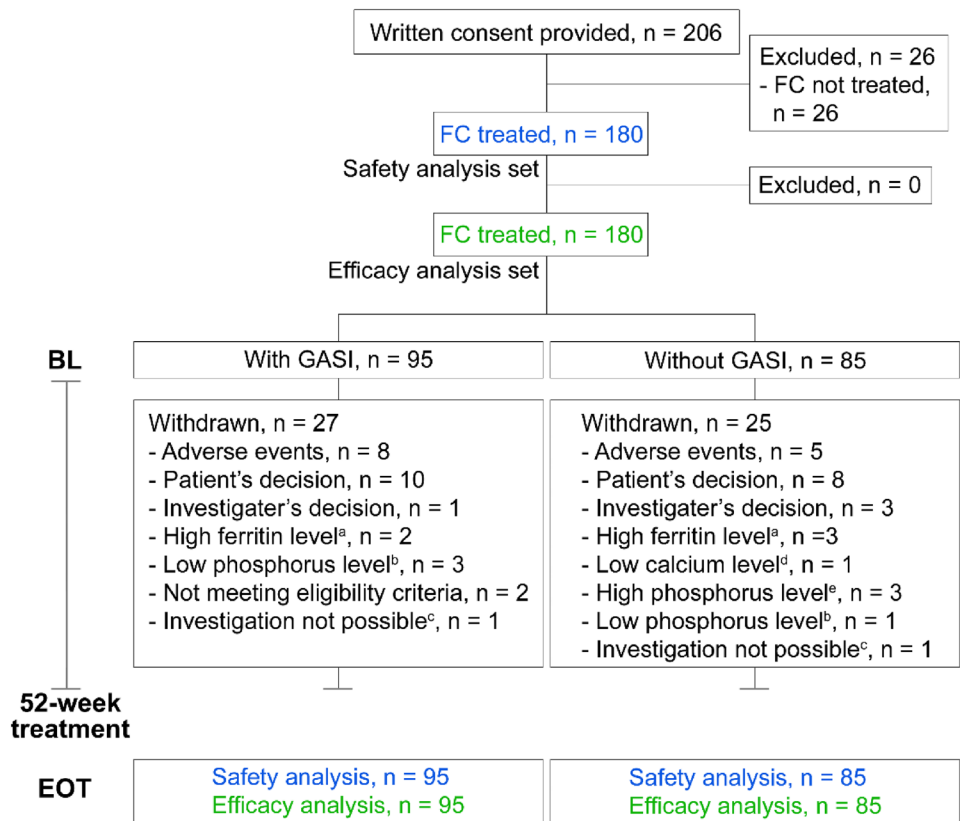 Written consent provided, n = 206
Excluded, n = 26
- FC not treated,
n = 26
FC treated, n = 180
Safety analysis set
Excluded, n = 0
FC treated, n = 180
Efficacy analysis set
BL
With GASI, n = 95
Without GASI, n = 85
Withdrawn, n = 27
- Adverse events, n = 8
- Patient's decision, n = 10
- Investigater's decision, n = 1
- High ferritin levelᵃ, n = 2
- Low phosphorus levelᵇ, n = 3
- Not meeting eligibility criteria, n = 2
- Investigation not possibleᶜ, n = 1
Withdrawn, n = 25
- Adverse events, n = 5
- Patient's decision, n = 8
- Investigater's decision, n = 3
- High ferritin levelᵃ, n =3
- Low calcium levelᵈ, n = 1
- High phosphorus levelᵉ, n = 3
- Low phosphorus levelᵇ, n = 1
- Investigation not possibleᶜ, n = 1
52-week
treatment
EOT
Safety analysis, n = 95
Efficacy analysis, n = 95
Safety analysis, n = 85
Efficacy analysis, n = 85